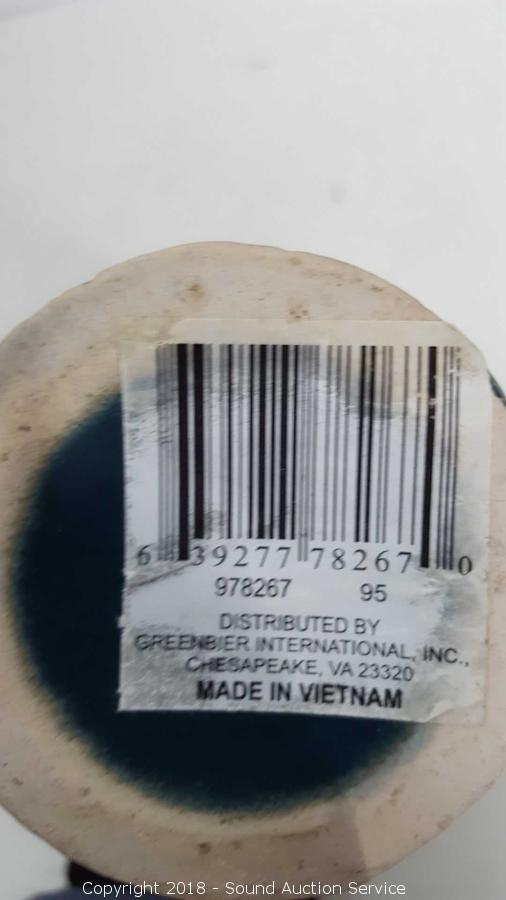 6 39277 78267 0
978267 95
DISTRIBUTED BY
GREENBIER INTERNATIONAL, INC.,
CHESAPEAKE, VA 23320
MADE IN VIETNAM
Copyright 2018 - Sound Auction Service